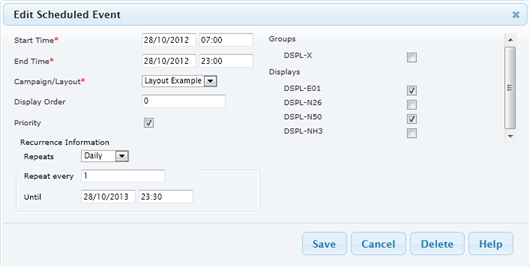 Edit Scheduled Event
Start Time* 28/10/2012 07:00
End Time* 28/10/2012 23:00
Campaign/Layout* Layout Example
Display Order 0
Priority
Recurrence Information
Repeats Daily
Repeat every 1
Until 28/10/2013 23:30
Groups
DSPL-X
Displays
DSPL-E01
DSPL-N26
DSPL-N50
DSPL-NH3
Save Cancel Delete Help